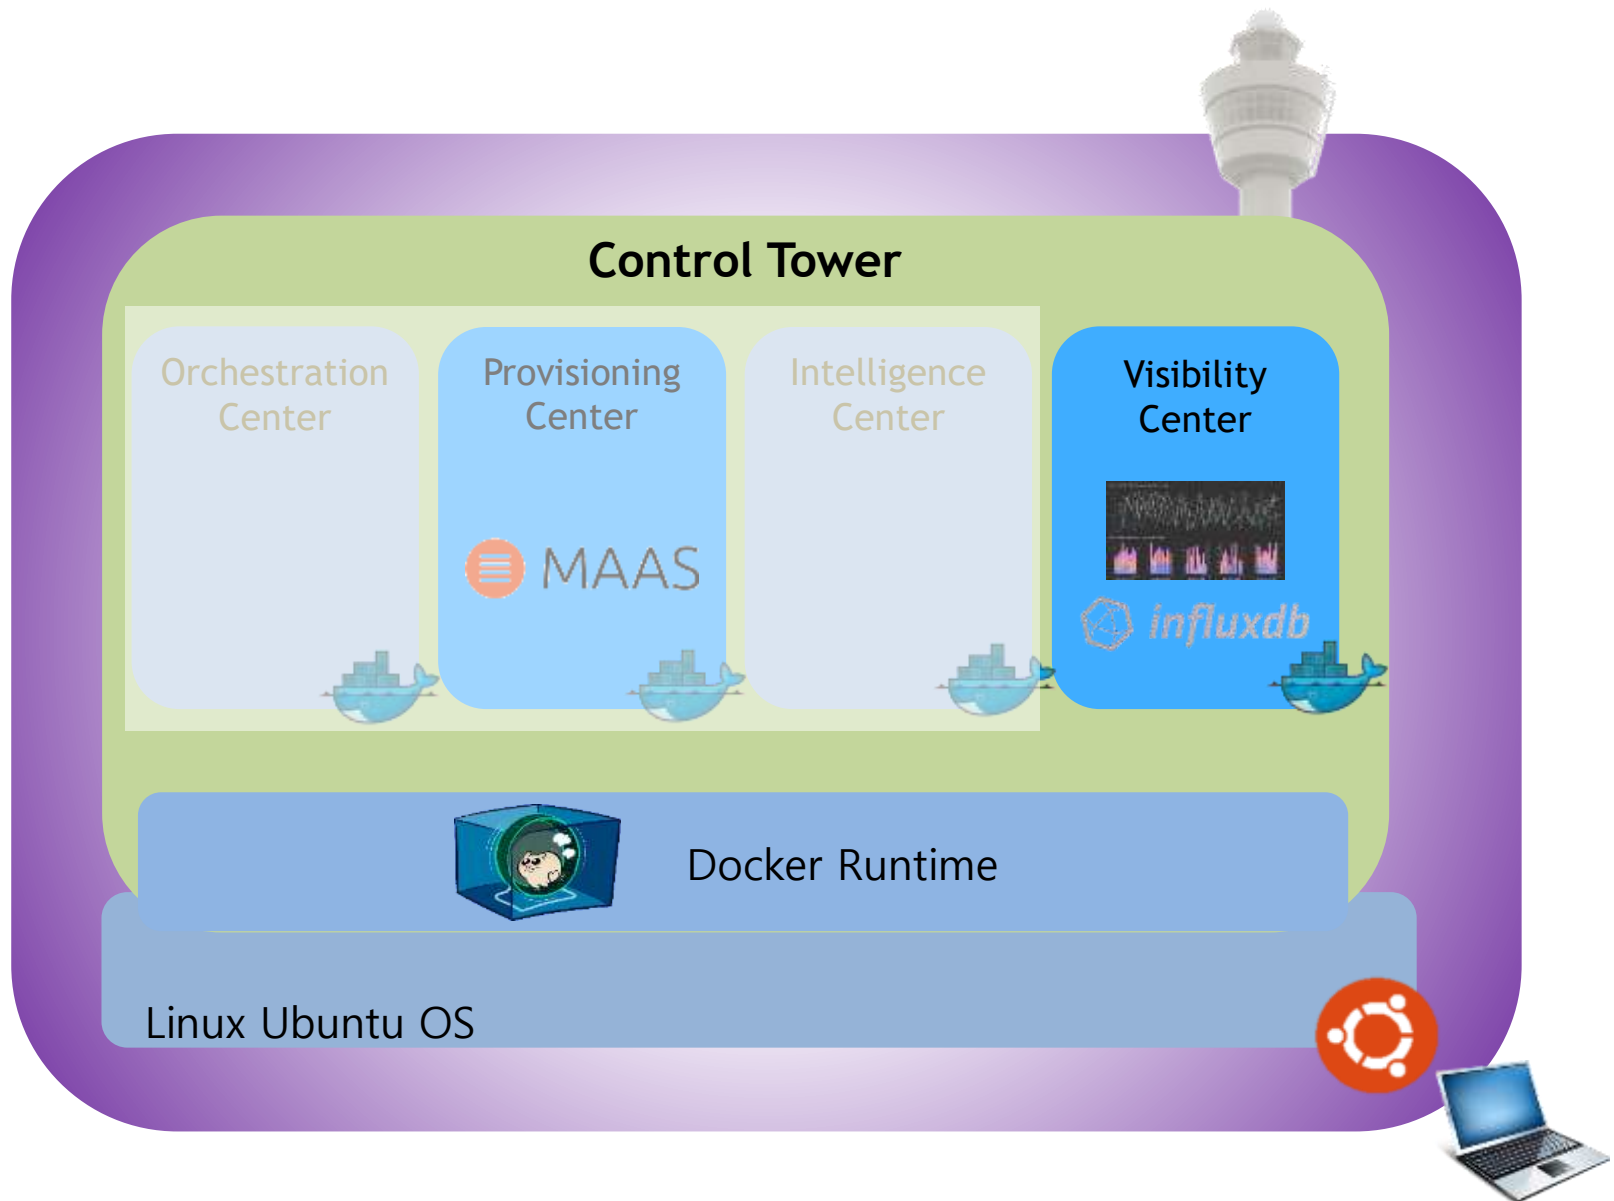 Control Tower
Orchestration
Center
Provisioning
Center
Intelligence
Center
Visibility
Center
MAAS
influxdb
Docker Runtime
Linux Ubuntu OS